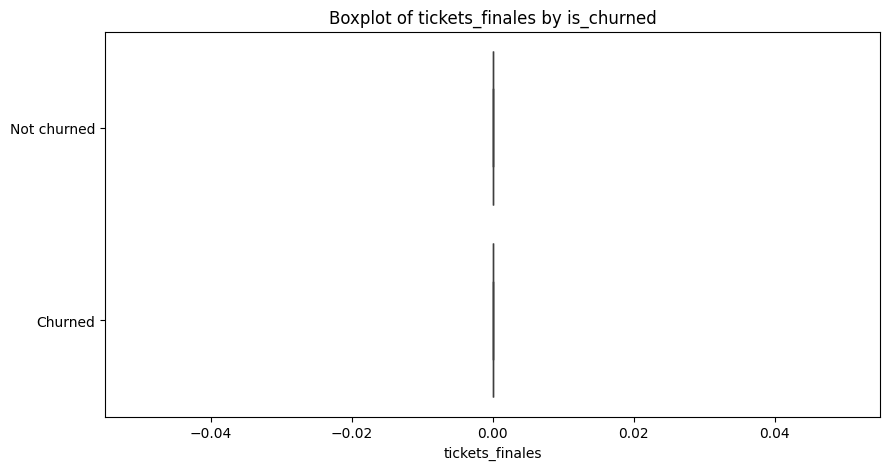 Boxplot of tickets_finales by is_churned
Not churned
Churned
−0.04 −0.02 0.00 0.02 0.04
tickets_finales